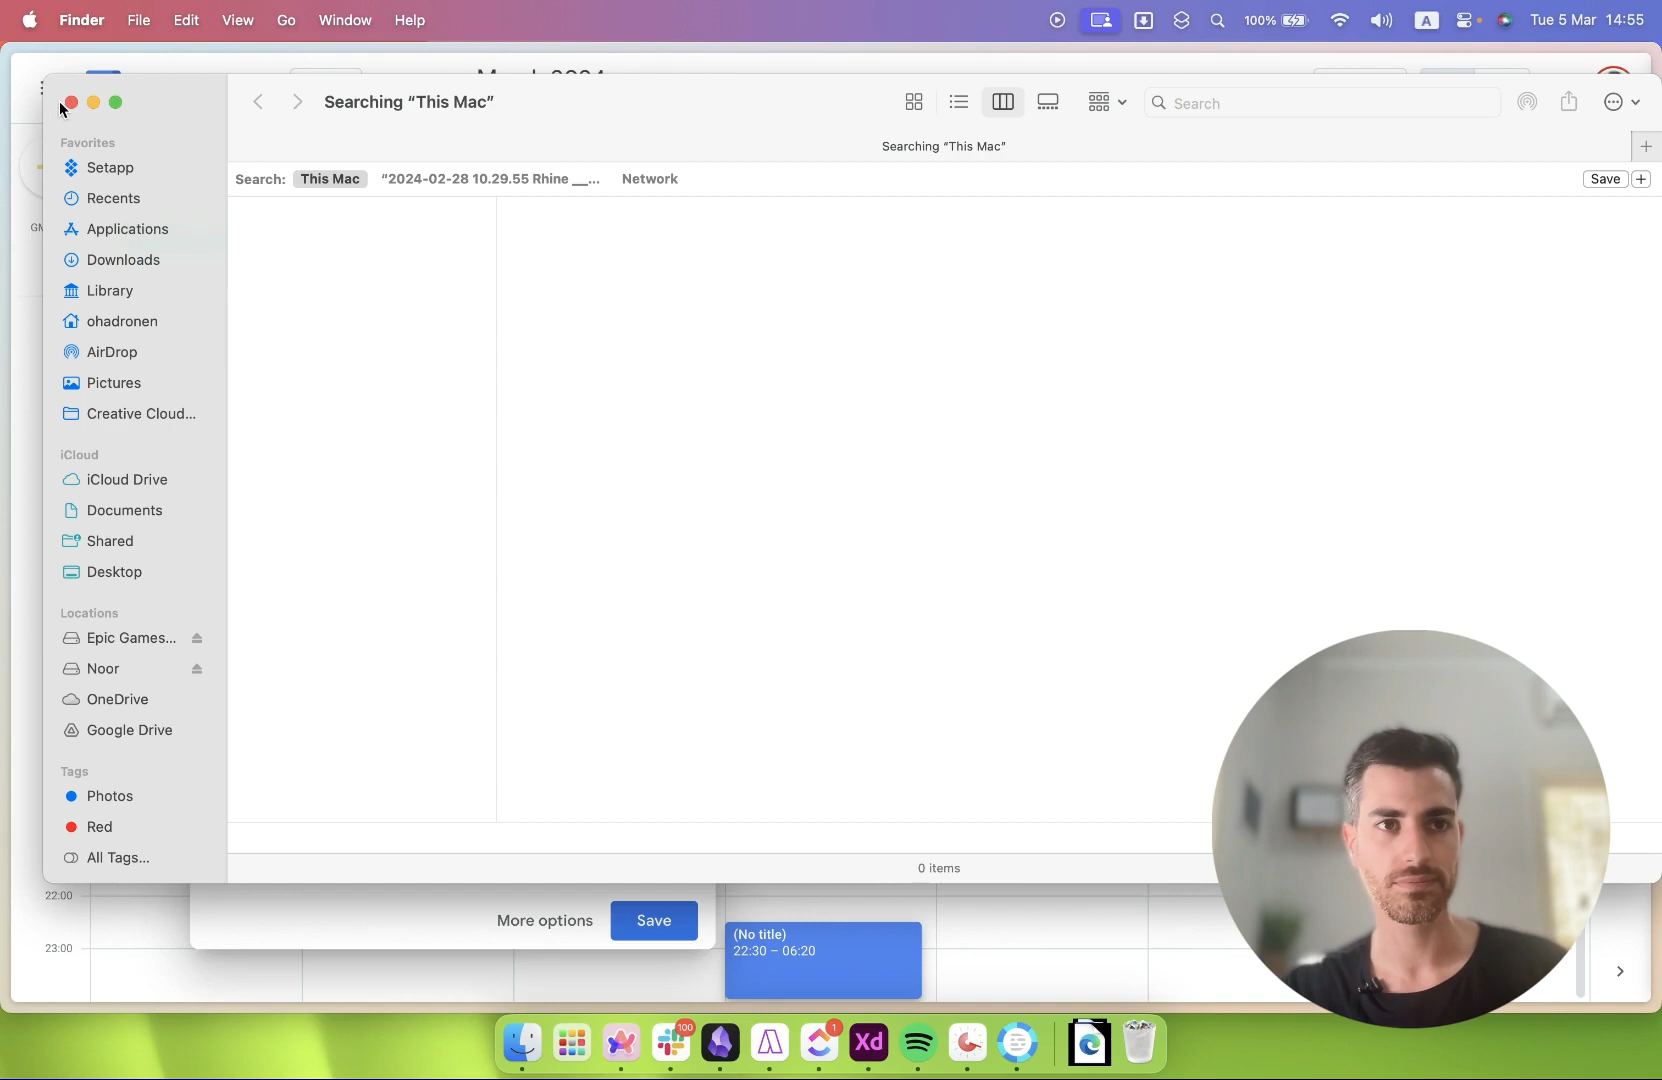 Finder File Edit View Go Window Help
100% A Tue 5 Mar 14:55
Searching “This Mac”
Search
Searching “This Mac”
Search: This Mac “2024-02-28 10.29.55 Rhine __... Network
Save
Favorites
Setapp
Recents
Applications
Downloads
Library
ohadronen
AirDrop
Pictures
Creative Cloud...
iCloud
iCloud Drive
Documents
Shared
Desktop
Locations
Epic Games...
Noor
OneDrive
Google Drive
Tags
Photos
Red
All Tags...
0 items
22:00
More options Save
(No title)
22:30 – 06:20
23:00
100
1
Xd